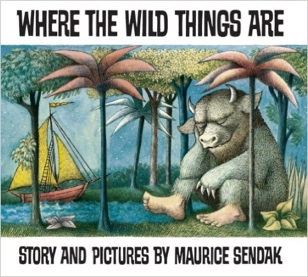 WHERE THE WILD THINGS ARE
STORY AND PICTURES BY MAURICE SENDAK